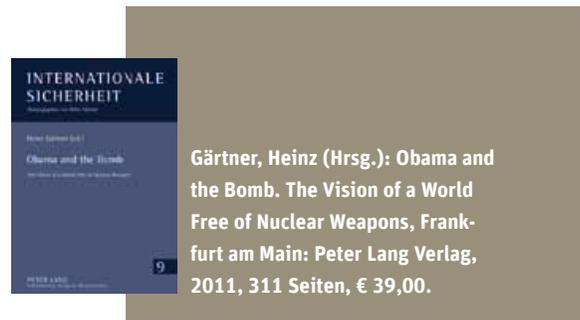 INTERNATIONALE
SICHERHEIT
Obama and the Bomb
9
PETER LANG
Gärtner, Heinz (Hrsg.): Obama and
the Bomb. The Vision of a World
Free of Nuclear Weapons, Frank-
furt am Main: Peter Lang Verlag,
2011, 311 Seiten, € 39,00.